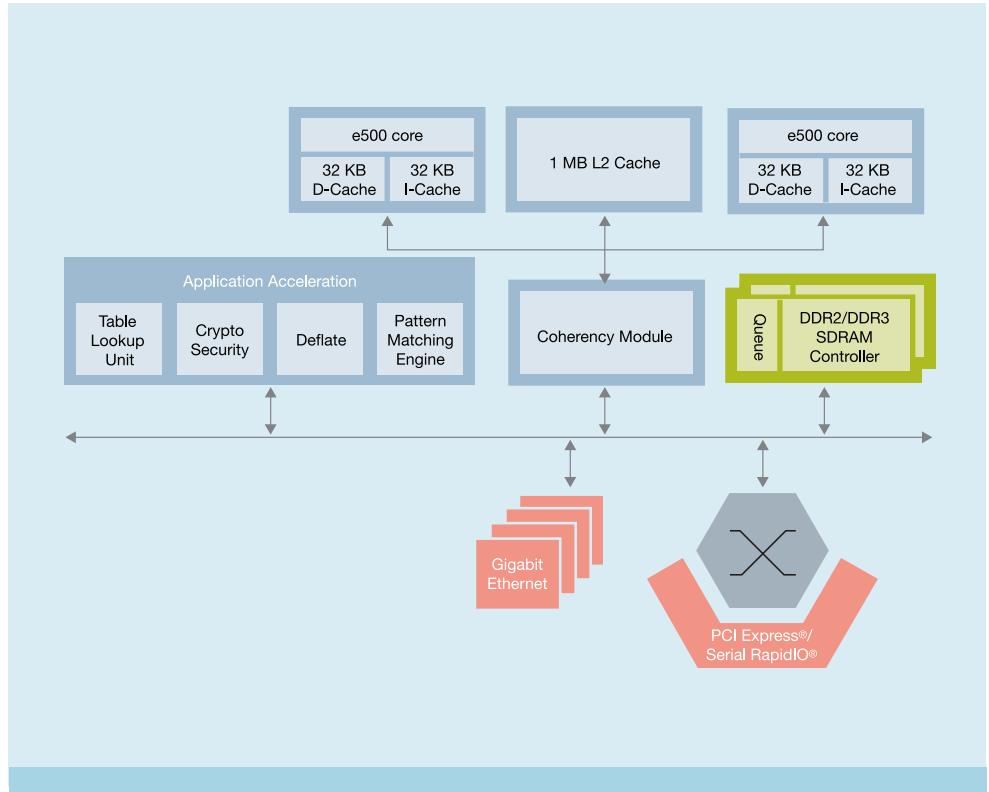 e500 core
32 KB
D-Cache
32 KB
I-Cache
1 MB L2 Cache
e500 core
32 KB
D-Cache
32 KB
I-Cache
Application Acceleration
Table
Lookup
Unit
Crypto
Security
Deflate
Pattern
Matching
Engine
Coherency Module
Queue
DDR2/DDR3
SDRAM
Controller
Gigabit
Ethernet
PCI Express®/
Serial RapidIO®